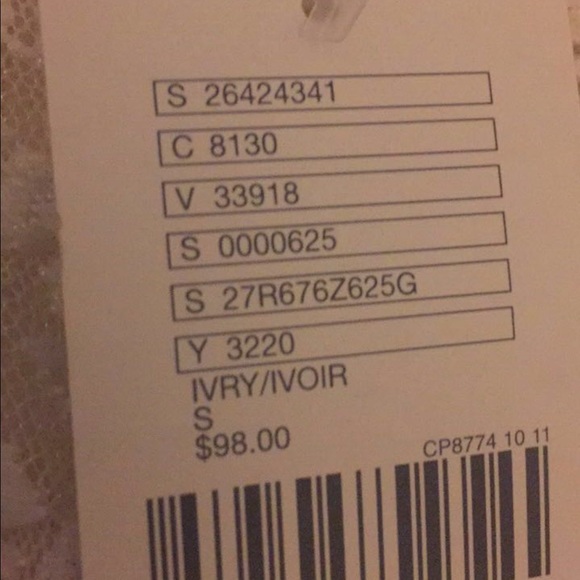 S 26424341
C 8130
V 33918
S 0000625
S 27R676Z625G
Y 3220
IVRY/IVOIR
S
$98.00
CP8774 10 11